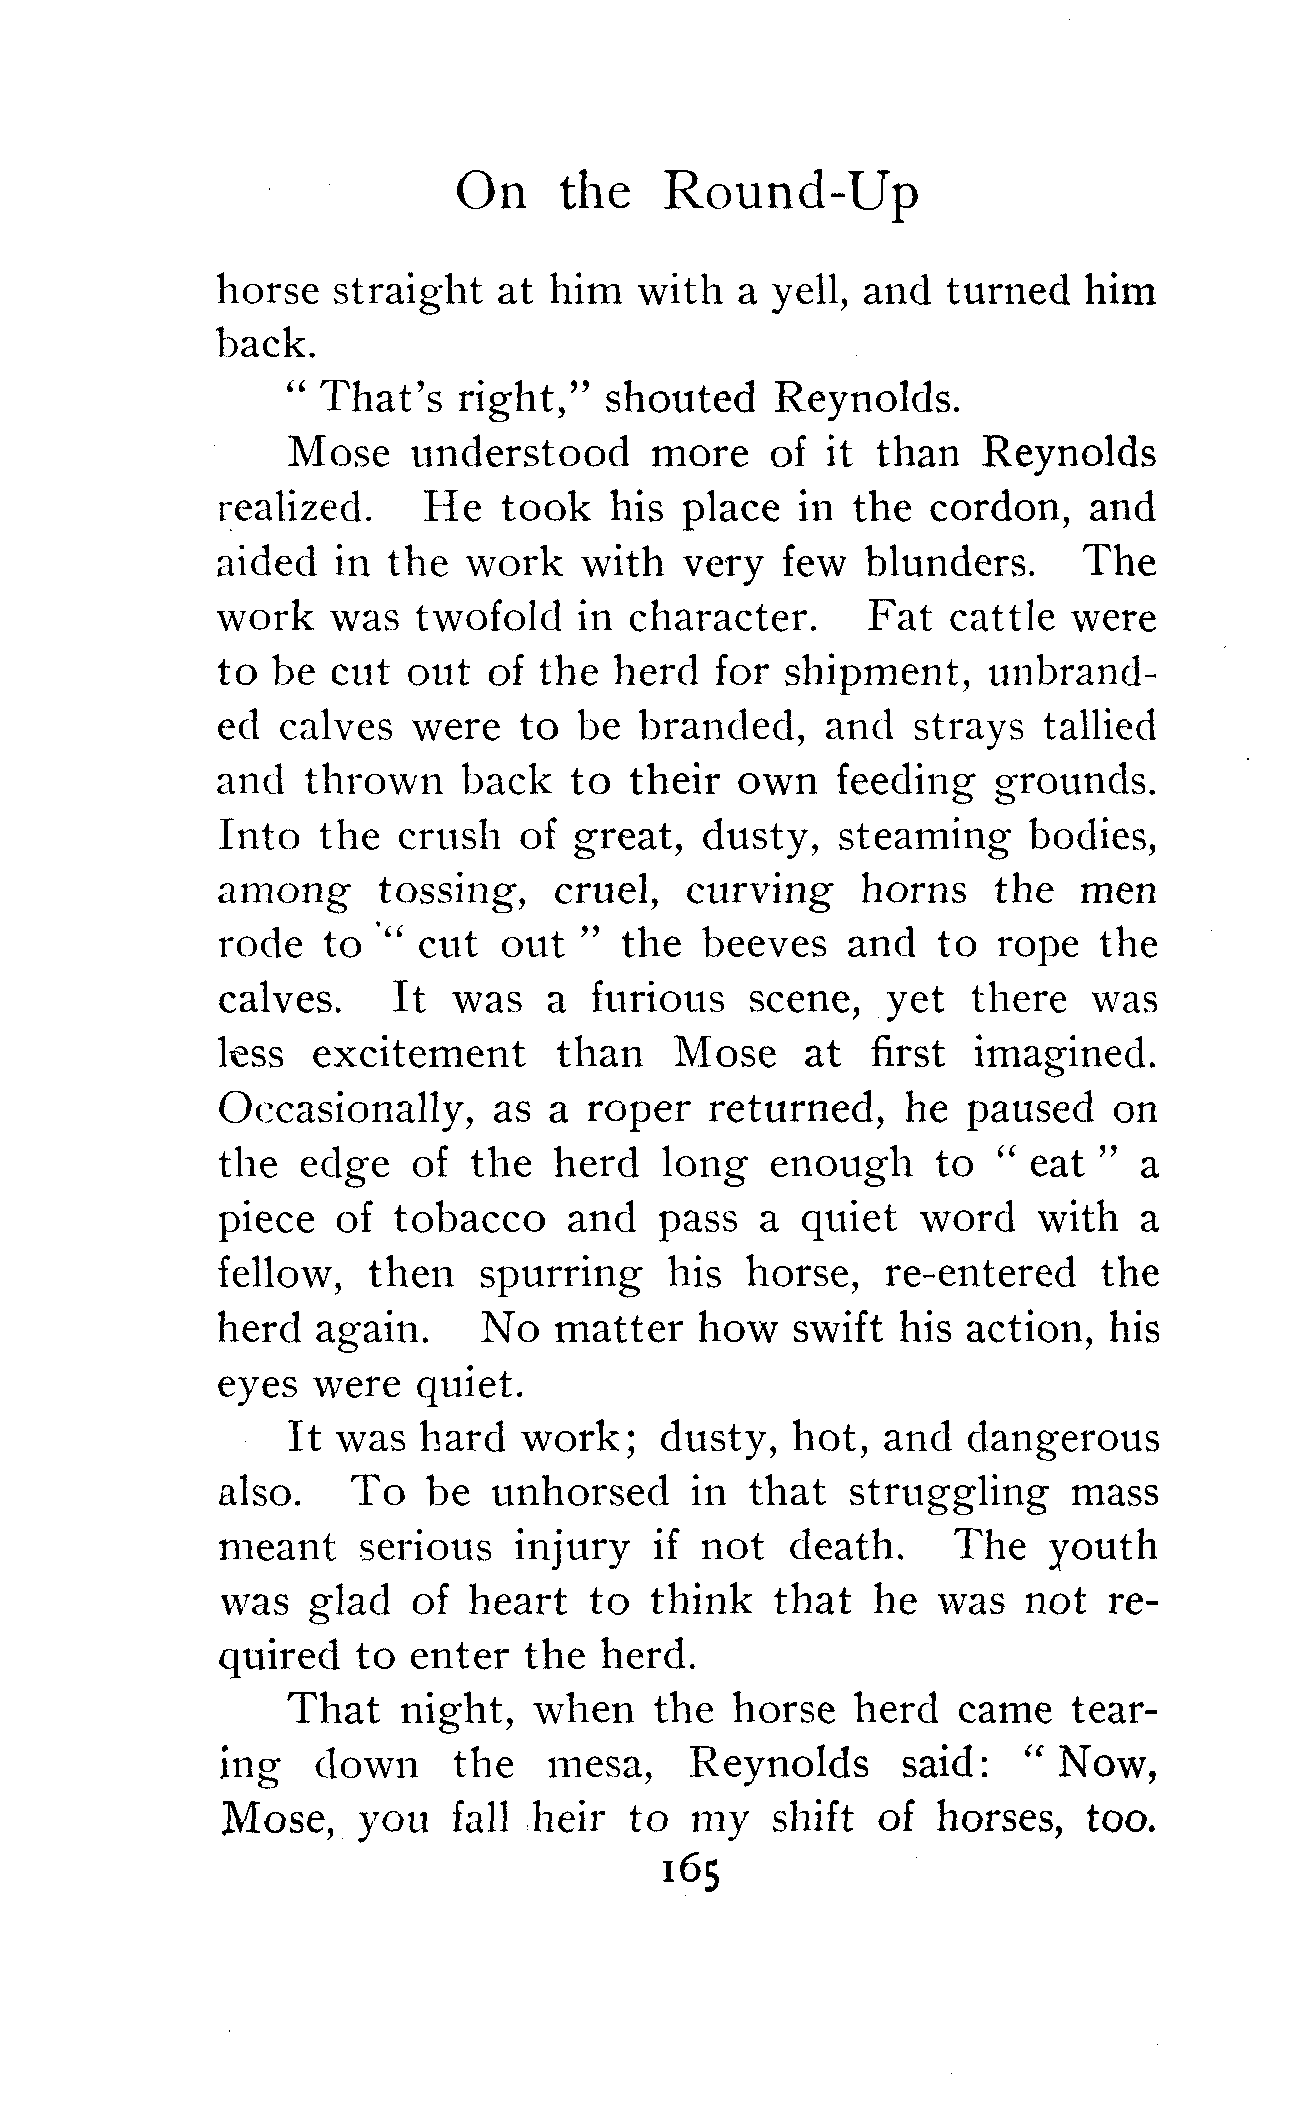 On the Round-Up
horse straight at him with a yell, and turned him
back.
" That's right," shouted Reynolds.
Mose understood more of it than Reynolds
realized. He took his place in the cordon, and
aided in the work with very few blunders. The
work was twofold in character. Fat cattle were
to be cut out of the herd for shipment, unbrand-
ed calves were to be branded, and strays tallied
and thrown back to their own feeding grounds.
Into the crush of great, dusty, steaming bodies,
among tossing, cruel, curving horns the men
rode to " cut out " the beeves and to rope the
calves. It was a furious scene, yet there was
less excitement than Mose at first imagined.
Occasionally, as a roper returned, he paused on
the edge of the herd long enough to " eat " a
piece of tobacco and pass a quiet word with a
fellow, then spurring his horse, re-entered the
herd again. No matter how swift his action, his
eyes were quiet.
It was hard work; dusty, hot, and dangerous
also. To be unhorsed in that struggling mass
meant serious injury if not death. The youth
was glad of heart to think that he was not re-
quired to enter the herd.
That night, when the horse herd came tear-
ing down the mesa, Reynolds said: " Now,
Mose, you fall heir to my shift of horses, too.
165